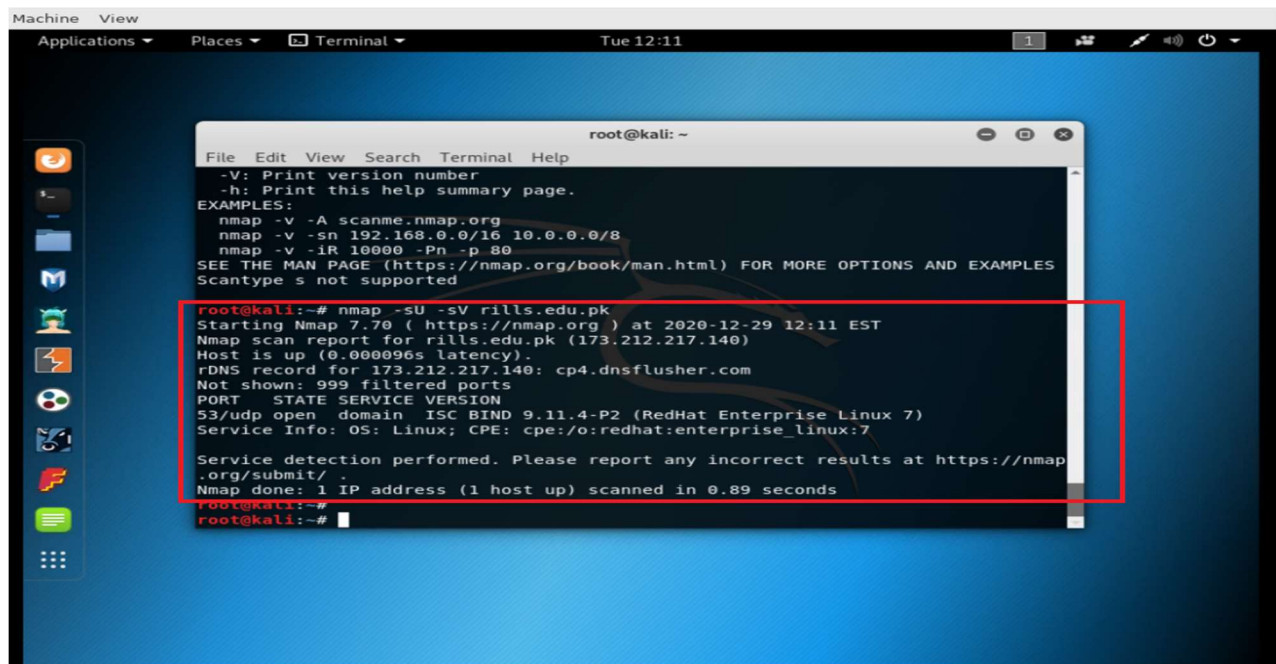 Machine View
Applications Places Terminal Tue 12:11 1
root@kali: ~
File Edit View Search Terminal Help
-V: Print version number
-h: Print this help summary page.
EXAMPLES:
nmap -v -A scanme.nmap.org
nmap -v -sn 192.168.0.0/16 10.0.0.0/8
nmap -v -iR 10000 -Pn -p 80
SEE THE MAN PAGE (https://nmap.org/book/man.html) FOR MORE OPTIONS AND EXAMPLES
Scantype s not supported
root@kali:~# nmap -sU -sV rills.edu.pk
Starting Nmap 7.70 ( https://nmap.org ) at 2020-12-29 12:11 EST
Nmap scan report for rills.edu.pk (173.212.217.140)
Host is up (0.000096s latency).
rDNS record for 173.212.217.140: cp4.dnsflusher.com
Not shown: 999 filtered ports
PORT STATE SERVICE VERSION
53/udp open domain ISC BIND 9.11.4-P2 (RedHat Enterprise Linux 7)
Service Info: OS: Linux; CPE: cpe:/o:redhat:enterprise_linux:7
Service detection performed. Please report any incorrect results at https://nmap
.org/submit/ .
Nmap done: 1 IP address (1 host up) scanned in 0.89 seconds
root@kali:~#
root@kali:~#